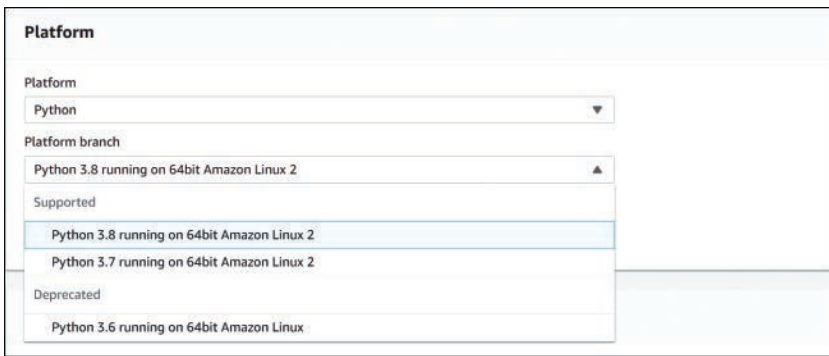 Platform
Platform
Python
Platform branch
Python 3.8 running on 64bit Amazon Linux 2
Supported
Python 3.8 running on 64bit Amazon Linux 2
Python 3.7 running on 64bit Amazon Linux 2
Deprecated
Python 3.6 running on 64bit Amazon Linux